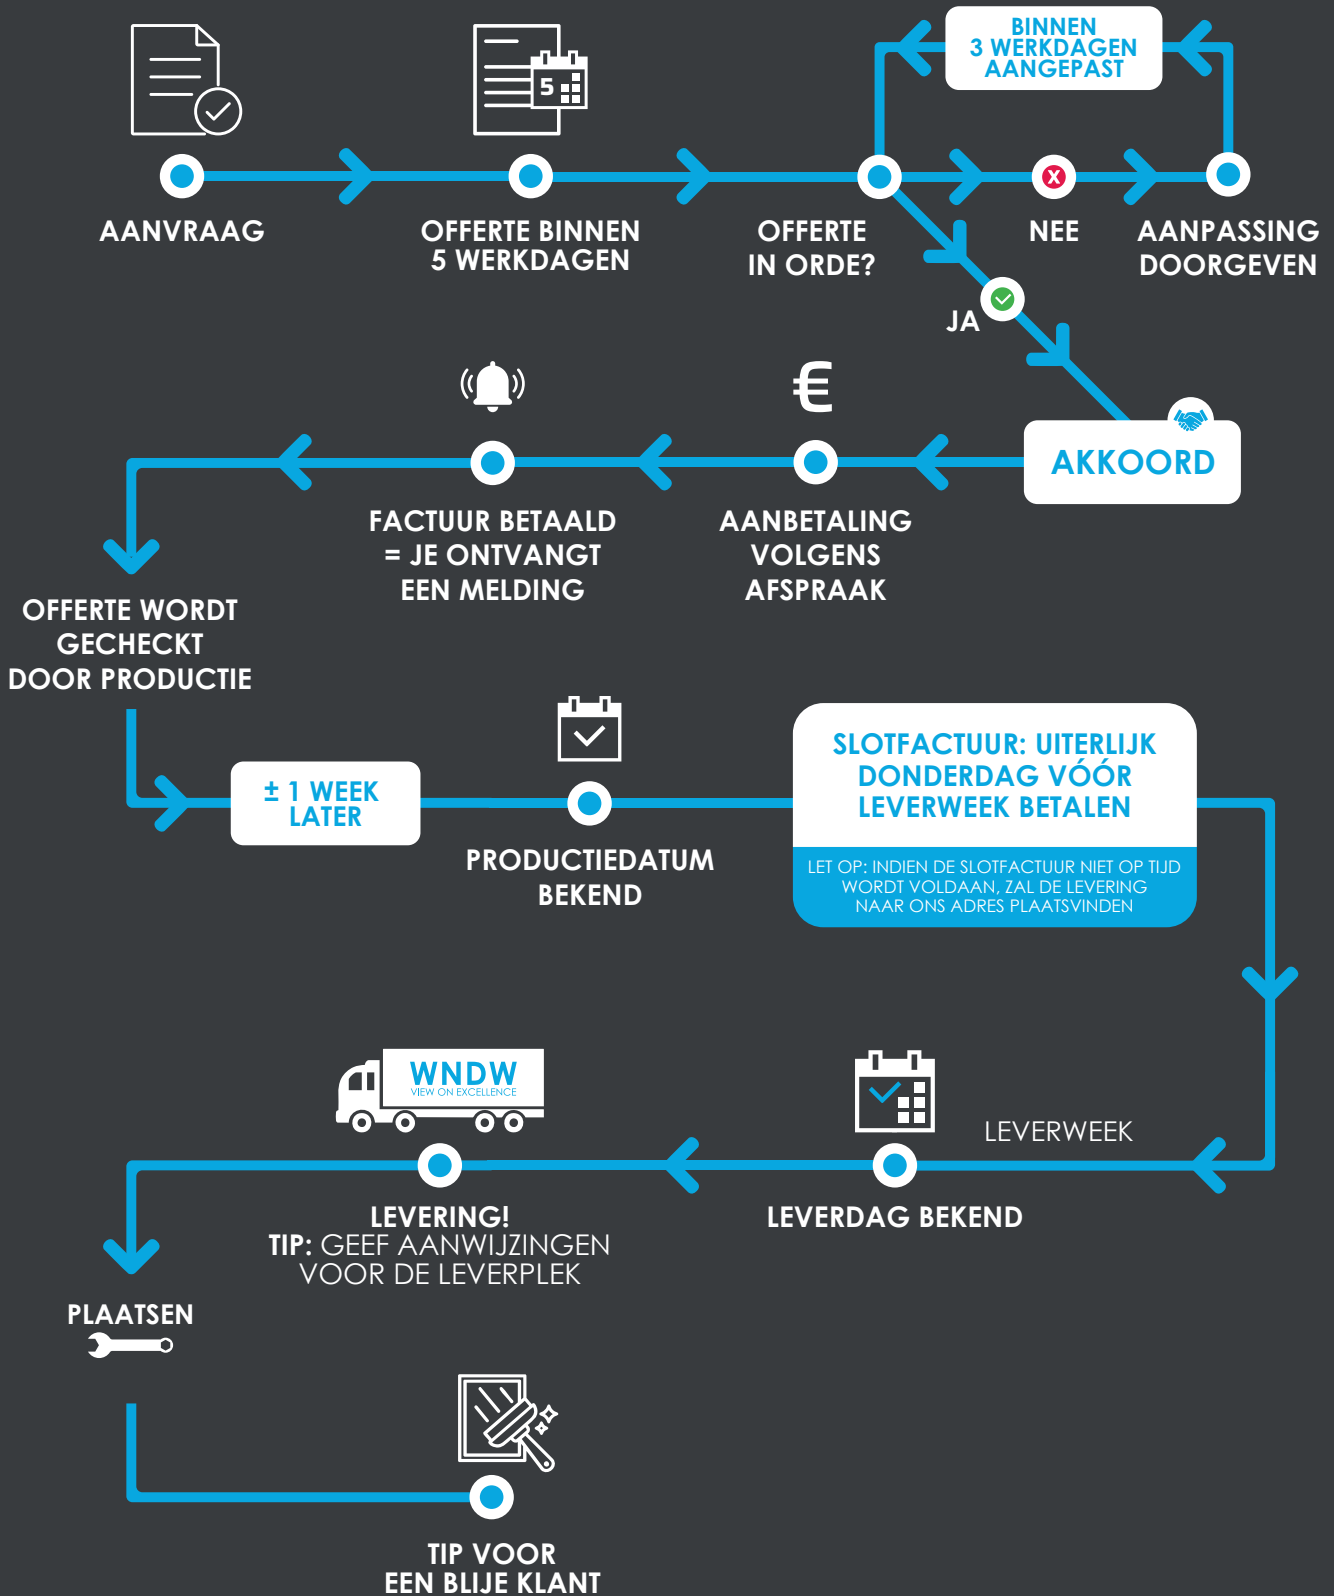 BINNEN
3 WERKDAGEN
AANGEPAST
5
X
AANVRAAG
OFFERTE BINNEN
5 WERKDAGEN
OFFERTE
IN ORDE?
NEE
AANPASSING
DOORGEVEN
JA
€
AKKOORD
AANBETALING
VOLGENS
AFSPRAAK
FACTUUR BETAALD
= JE ONTVANGT
EEN MELDING
OFFERTE WORDT
GECHECKT
DOOR PRODUCTIE
± 1 WEEK
LATER
PRODUCTIEDATUM
BEKEND
SLOTFACTUUR: UITERLIJK
DONDERDAG VÓÓR
LEVERWEEK BETALEN
LET OP: INDIEN DE SLOTFACTUUR NIET OP TIJD
WORDT VOLDAAN, ZAL DE LEVERING
NAAR ONS ADRES PLAATSVINDEN
LEVERWEEK
LEVERDAG BEKEND
WNDW
VIEW ON EXCELLENCE
LEVERING!
TIP: GEEF AANWIJZINGEN
VOOR DE LEVERPLEK
PLAATSEN
TIP VOOR
EEN BLIJE KLANT